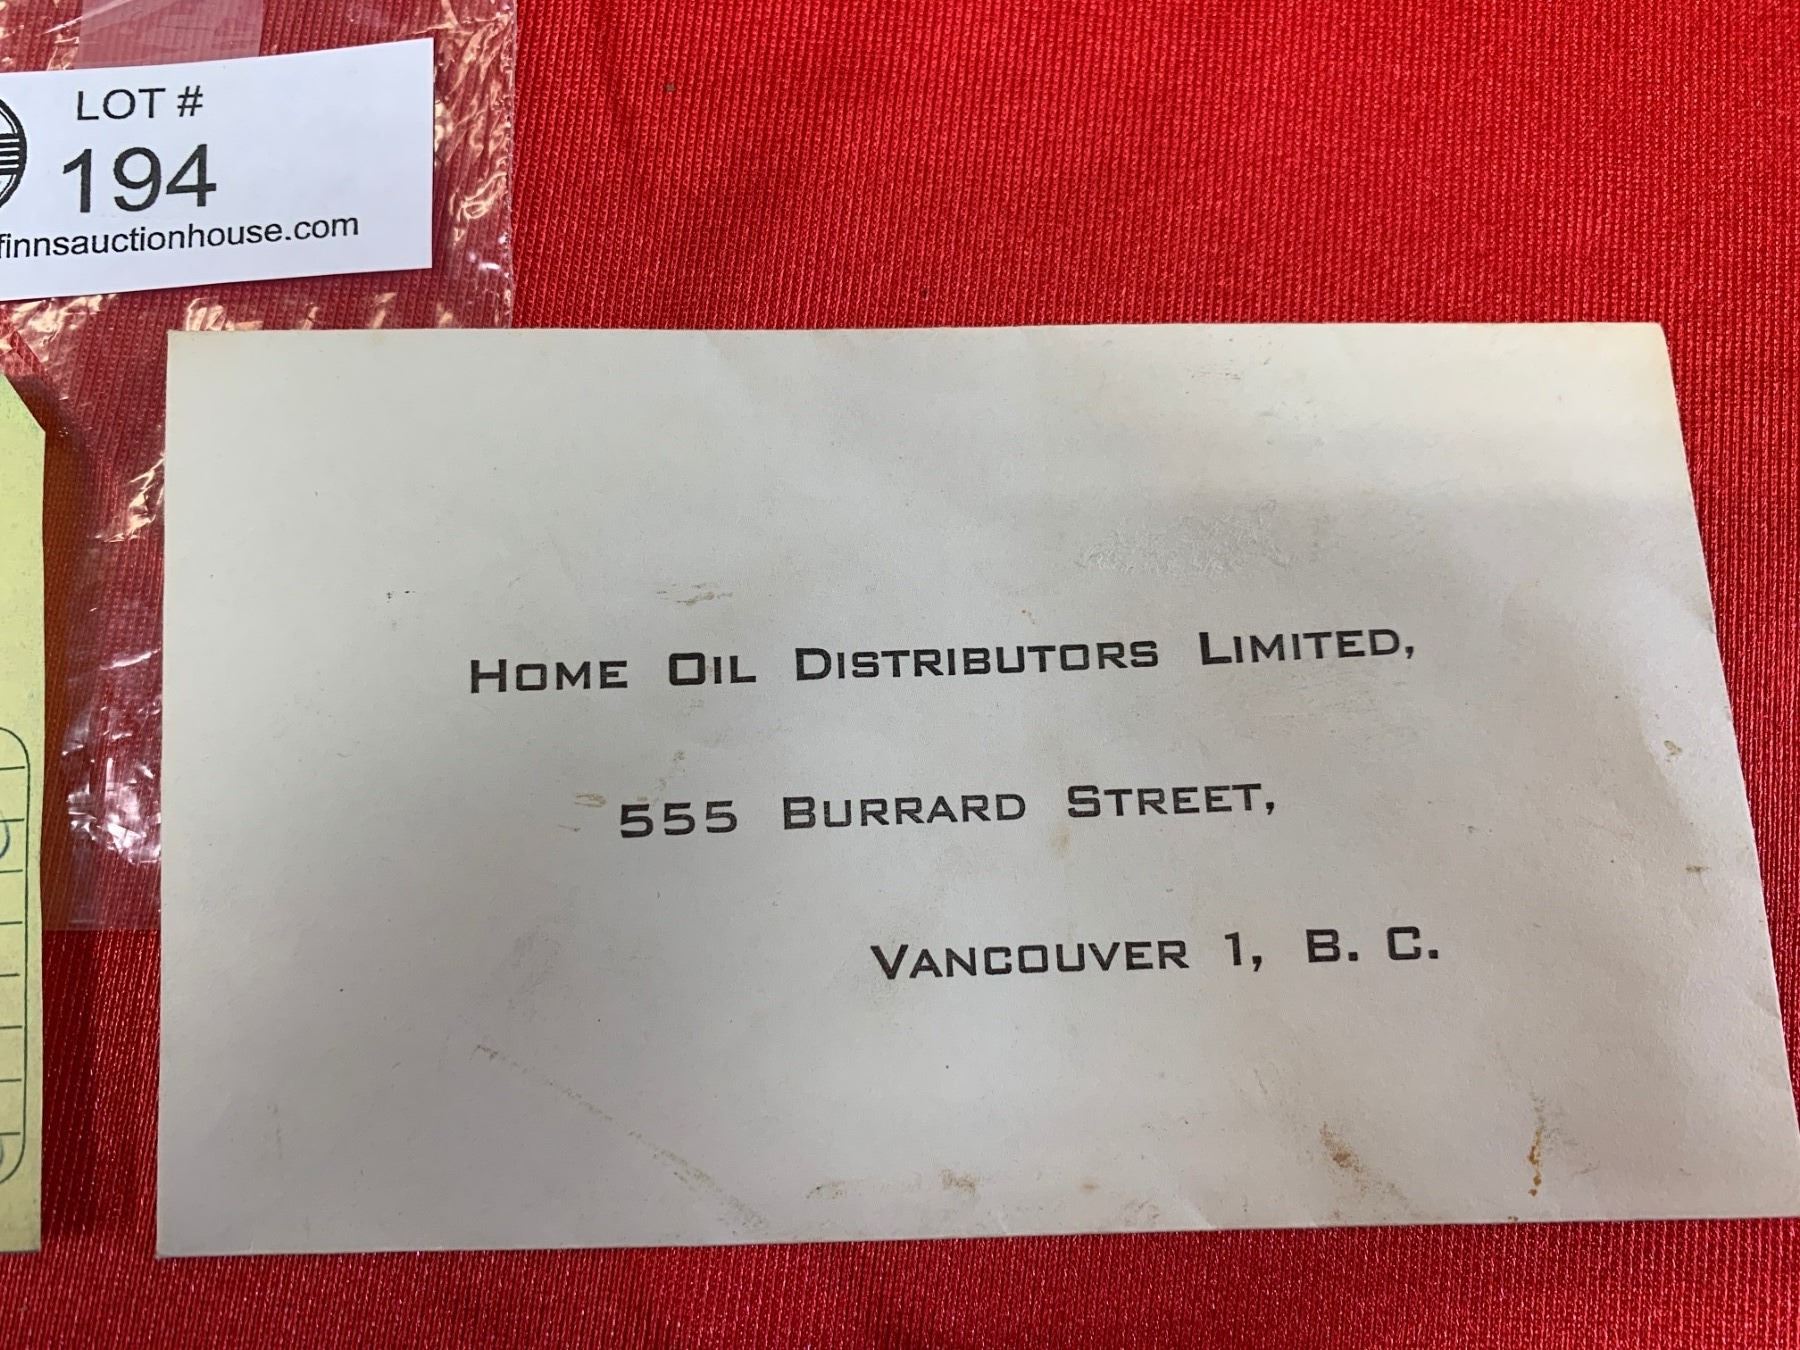 LOT #
194
finnsauctionhouse.com
HOME OIL DISTRIBUTORS LIMITED,
555 BURRARD STREET,
VANCOUVER 1, B. C.